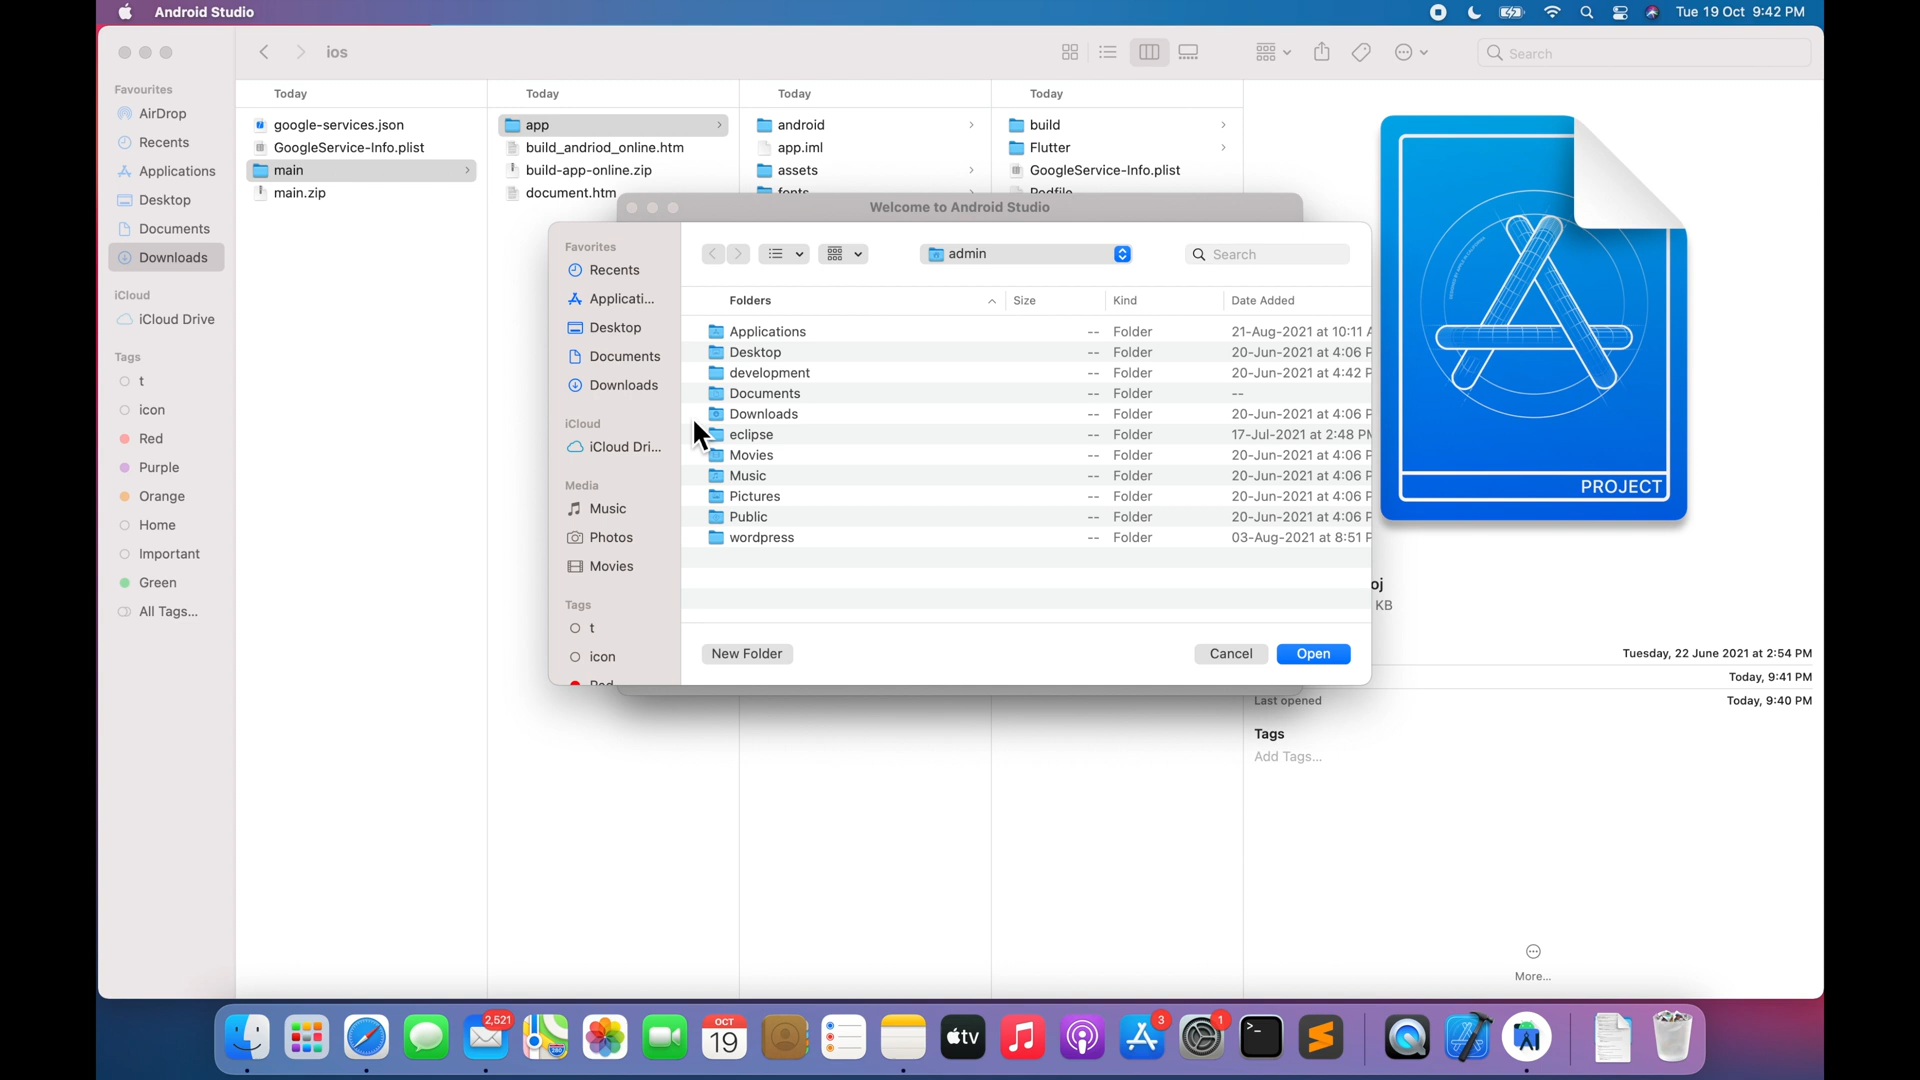 Android Studio
Tue 19 Oct 9:42 PM
ios
Search
Favourites
AirDrop
Recents
Applications
Desktop
Documents
Downloads
iCloud
iCloud Drive
Tags
t
icon
Red
Purple
Orange
Home
Important
Green
All Tags...
Today
google-services.json
GoogleService-Info.plist
main
main.zip
Today
app
build_andriod_online.htm
build-app-online.zip
document.htm
Today
android
app.iml
assets
fonts
Today
build
Flutter
GoogleService-Info.plist
Podfile
Welcome to Android Studio
Favorites
Recents
Applicati...
Desktop
Documents
Downloads
iCloud
iCloud Dri...
Media
Music
Photos
Movies
Tags
t
icon
Red
admin
Search
Folders Size Kind Date Added
Applications -- Folder 21-Aug-2021 at 10:11 A
Desktop -- Folder 20-Jun-2021 at 4:06 P
development -- Folder 20-Jun-2021 at 4:42 P
Documents -- Folder --
Downloads -- Folder 20-Jun-2021 at 4:06 P
eclipse -- Folder 17-Jul-2021 at 2:48 PM
Movies -- Folder 20-Jun-2021 at 4:06 P
Music -- Folder 20-Jun-2021 at 4:06 P
Pictures -- Folder 20-Jun-2021 at 4:06 P
Public -- Folder 20-Jun-2021 at 4:06 P
wordpress -- Folder 03-Aug-2021 at 8:51 P
New Folder
Cancel
Open
PROJECT
oj
KB
Tuesday, 22 June 2021 at 2:54 PM
Today, 9:41 PM
Last opened Today, 9:40 PM
Tags
Add Tags...
More...
2,521
280
OCT
19
tv
3
1